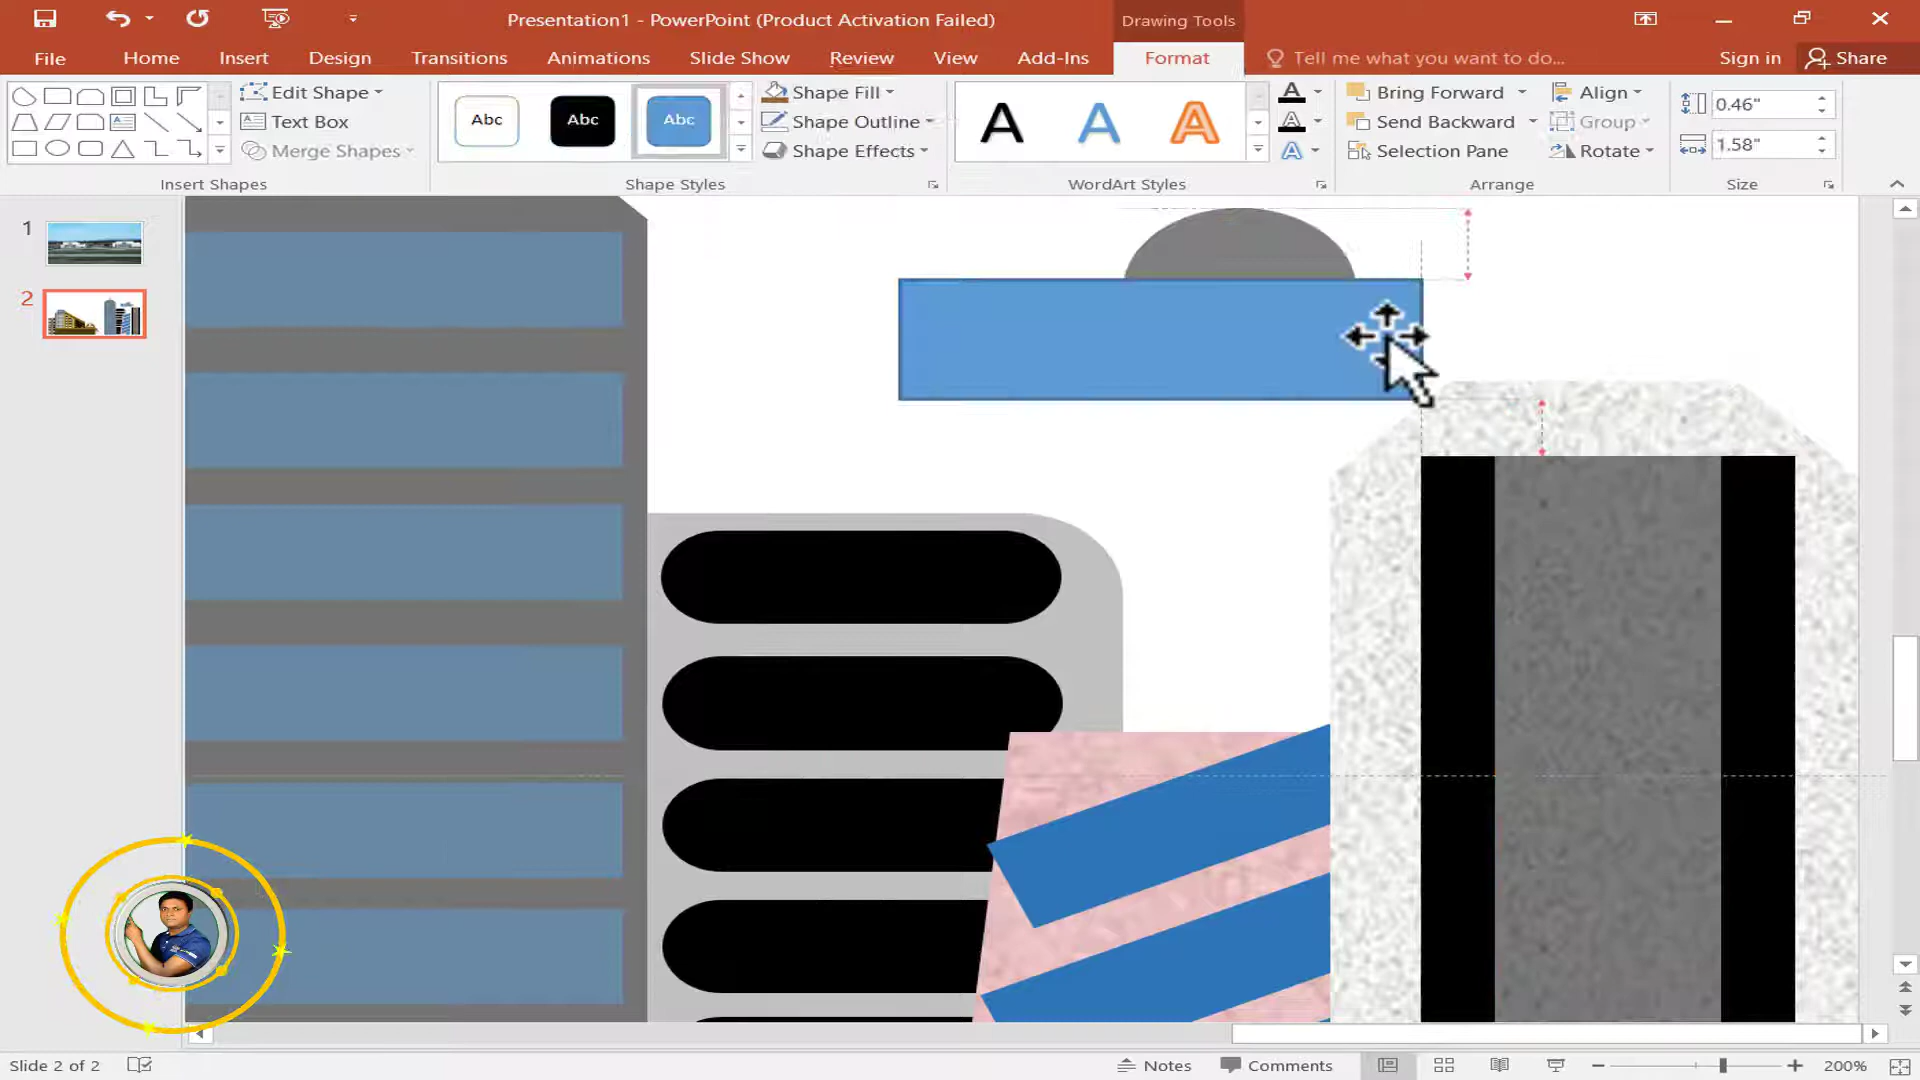 Presentation1 - PowerPoint (Product Activation Failed)
Drawing Tools
File Home Insert Design Transitions Animations Slide Show Review View Add-Ins Format Tell me what you want to do... Sign in Share
Edit Shape
Text Box
Merge Shapes
Insert Shapes
Abc Abc Abc
Shape Fill
Shape Outline
Shape Effects
Shape Styles
A A A
A
A
A
WordArt Styles
Bring Forward
Send Backward
Selection Pane
Align
Group
Rotate
Arrange
0.46"
1.58"
Size
1
2
Slide 2 of 2
Notes
Comments
200%